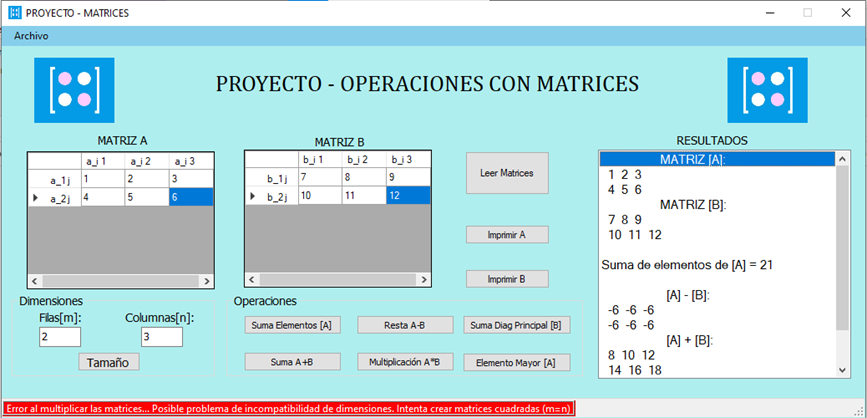 PROYECTO - MATRICES
Archivo
PROYECTO - OPERACIONES CON MATRICES
MATRIZ A
a_i 1 a_i 2 a_i 3
a_1j 1 2 3
a_2j 4 5 6
MATRIZ B
b_i 1 b_i 2 b_i 3
b_1j 7 8 9
b_2j 10 11 12
Leer Matrices
Imprimir A
Imprimir B
RESULTADOS
MATRIZ [A]:
1 2 3
4 5 6
MATRIZ [B]:
7 8 9
10 11 12
Suma de elementos de [A] = 21
[A] - [B]:
-6 -6 -6
-6 -6 -6
[A] + [B]:
8 10 12
14 16 18
Dimensiones
Filas[m]: Columnas[n]:
2 3
Tamaño
Operaciones
Suma Elementos [A] Resta A-B Suma Diag Principal [B]
Suma A+B Multiplicación A*B Elemento Mayor [A]
Error al multiplicar las matrices... Posible problema de incompatibilidad de dimensiones. Intenta crear matrices cuadradas (m=n)